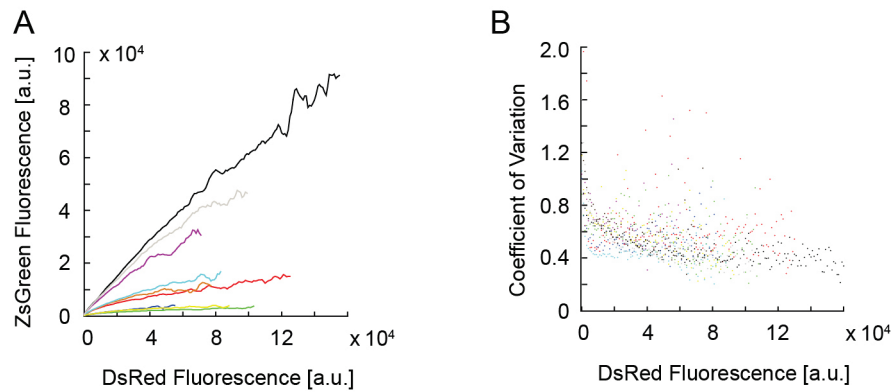 A
B
x 10⁴
10
8
6
4
2
0
ZsGreen Fluorescence [a.u.]
0
4
8
12
x 10⁴
DsRed Fluorescence [a.u.]
2.0
1.6
1.2
0.8
0.4
0
Coefficient of Variation
0
4
8
12
16
x 10⁴
DsRed Fluorescence [a.u.]